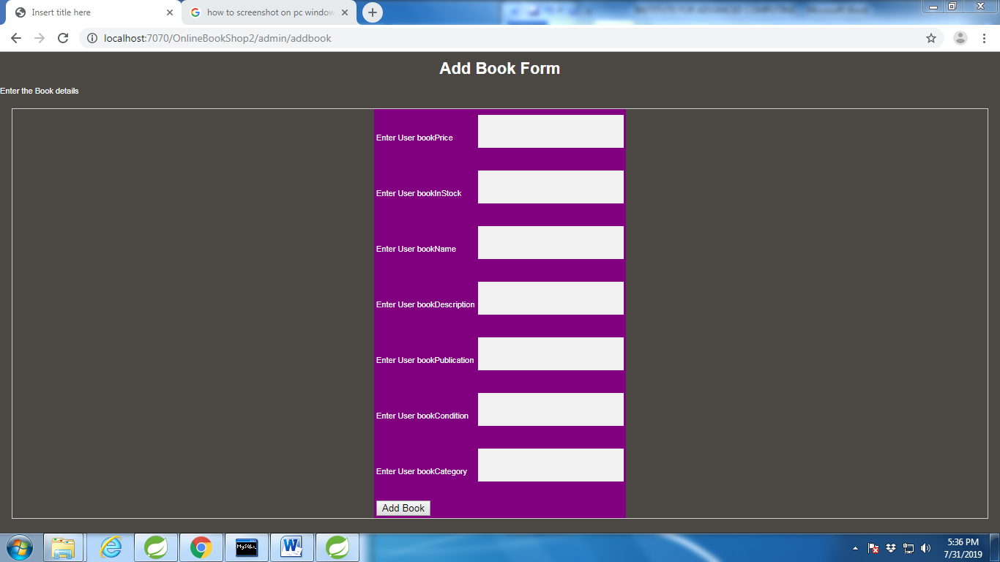 Insert title here
how to screenshot on pc window
localhost:7070/OnlineBookShop2/admin/addbook
Add Book Form
Enter the Book details
Enter User bookPrice
Enter User bookInStock
Enter User bookName
Enter User bookDescription
Enter User bookPublication
Enter User bookCondition
Enter User bookCategory
Add Book
5:36 PM
7/31/2019